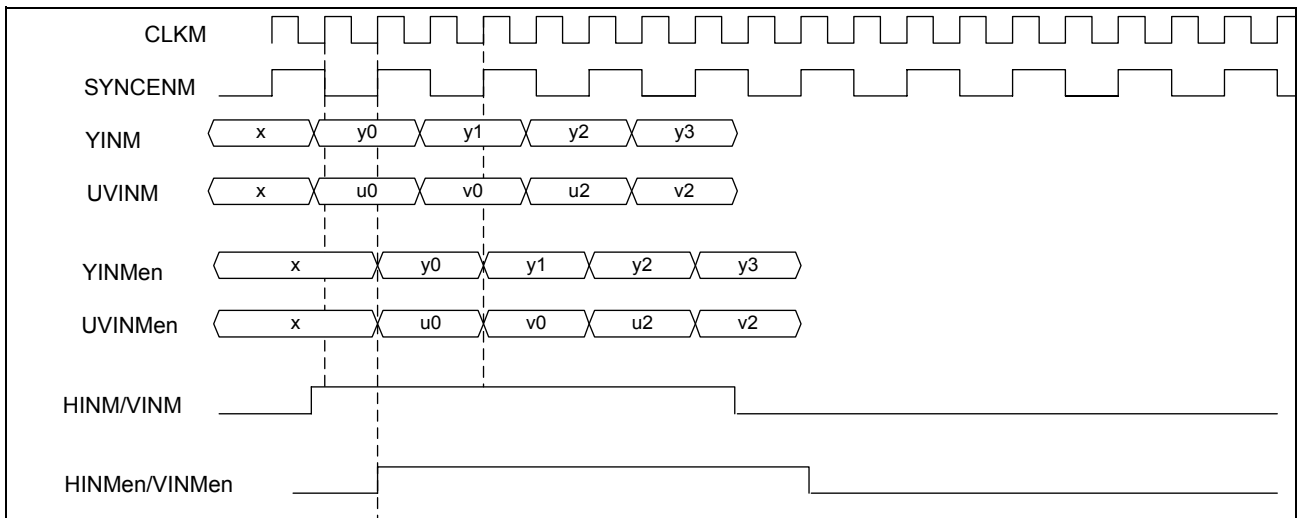 CLKM
SYNCENM
YINM x y0 y1 y2 y3
UVINM x u0 v0 u2 v2
YINMen x y0 y1 y2 y3
UVINMen x u0 v0 u2 v2
HINM/VINM
HINMen/VINMen